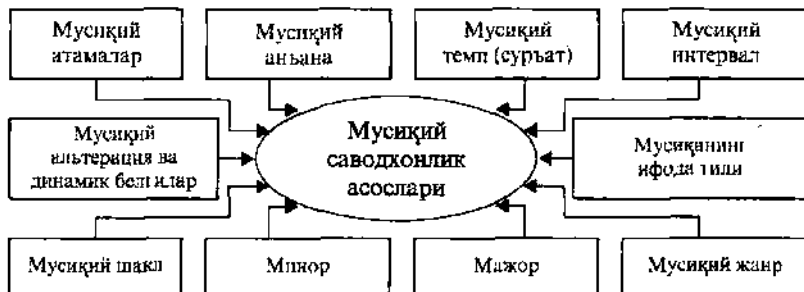 Мусиқий
атамалар
Мусиқий
анъана
Мусиқий
темп (суръат)
Мусиқий
интервал
Мусиқий
альтерация ва
динамик белгилар
Мусиқий
саводхонлик
асослари
Мусиқанинг
ифода тили
Мусиқий шакл
Минор
Мажор
Мусиқий жанр